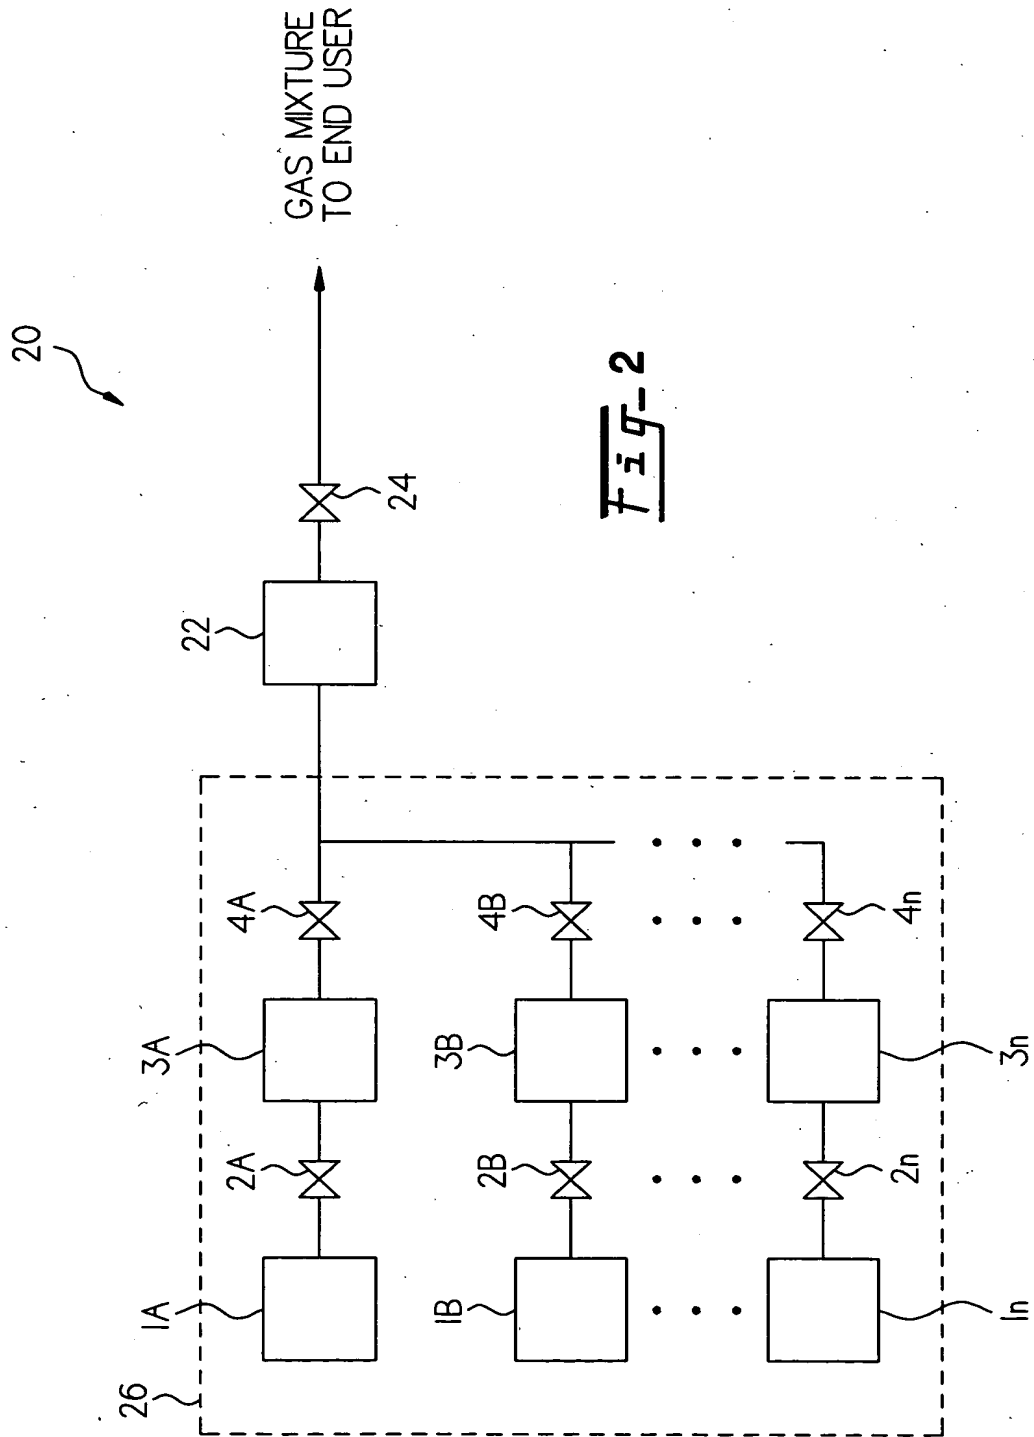 20
GAS MIXTURE
TO END USER
22
24
26
1A
2A
3A
4A
1B
2B
3B
4B
1n
2n
3n
4n
Fig-2